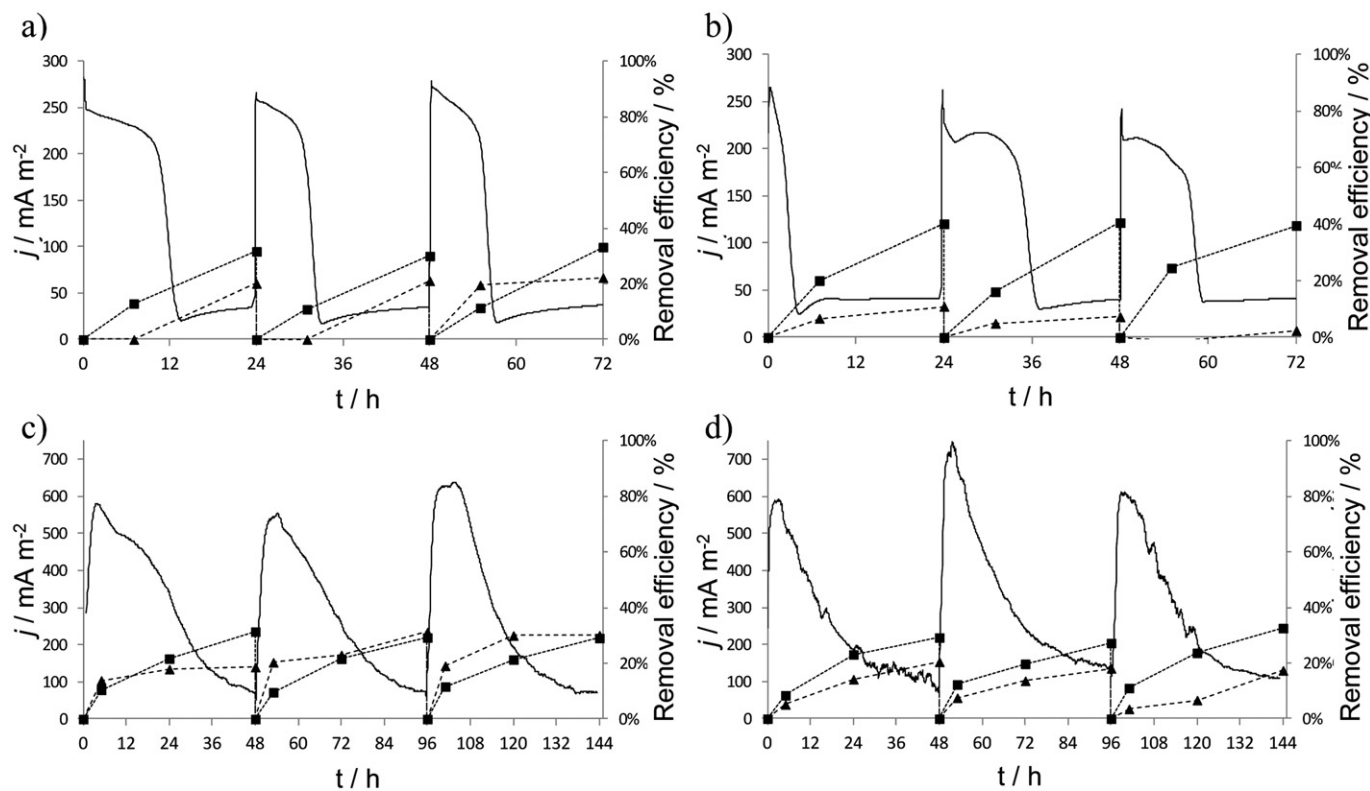 a)
300
250
200
150
100
50
0
j / mA m-2
100%
80%
60%
40%
20%
0%
Removal efficiency / %
0 12 24 36 48 60 72
t / h
b)
300
250
200
150
100
50
0
j / mA m-2
100%
80%
60%
40%
20%
0%
Removal efficiency / %
0 12 24 36 48 60 72
t / h
c)
700
600
500
400
300
200
100
0
j / mA m-2
100%
80%
60%
40%
20%
0%
Removal efficiency / %
0 12 24 36 48 60 72 84 96 108 120 132 144
t / h
d)
700
600
500
400
300
200
100
0
j / mA m-2
100%
80%
60%
40%
20%
0%
Removal efficiency / %
0 12 24 36 48 60 72 84 96 108 120 132 144
t / h